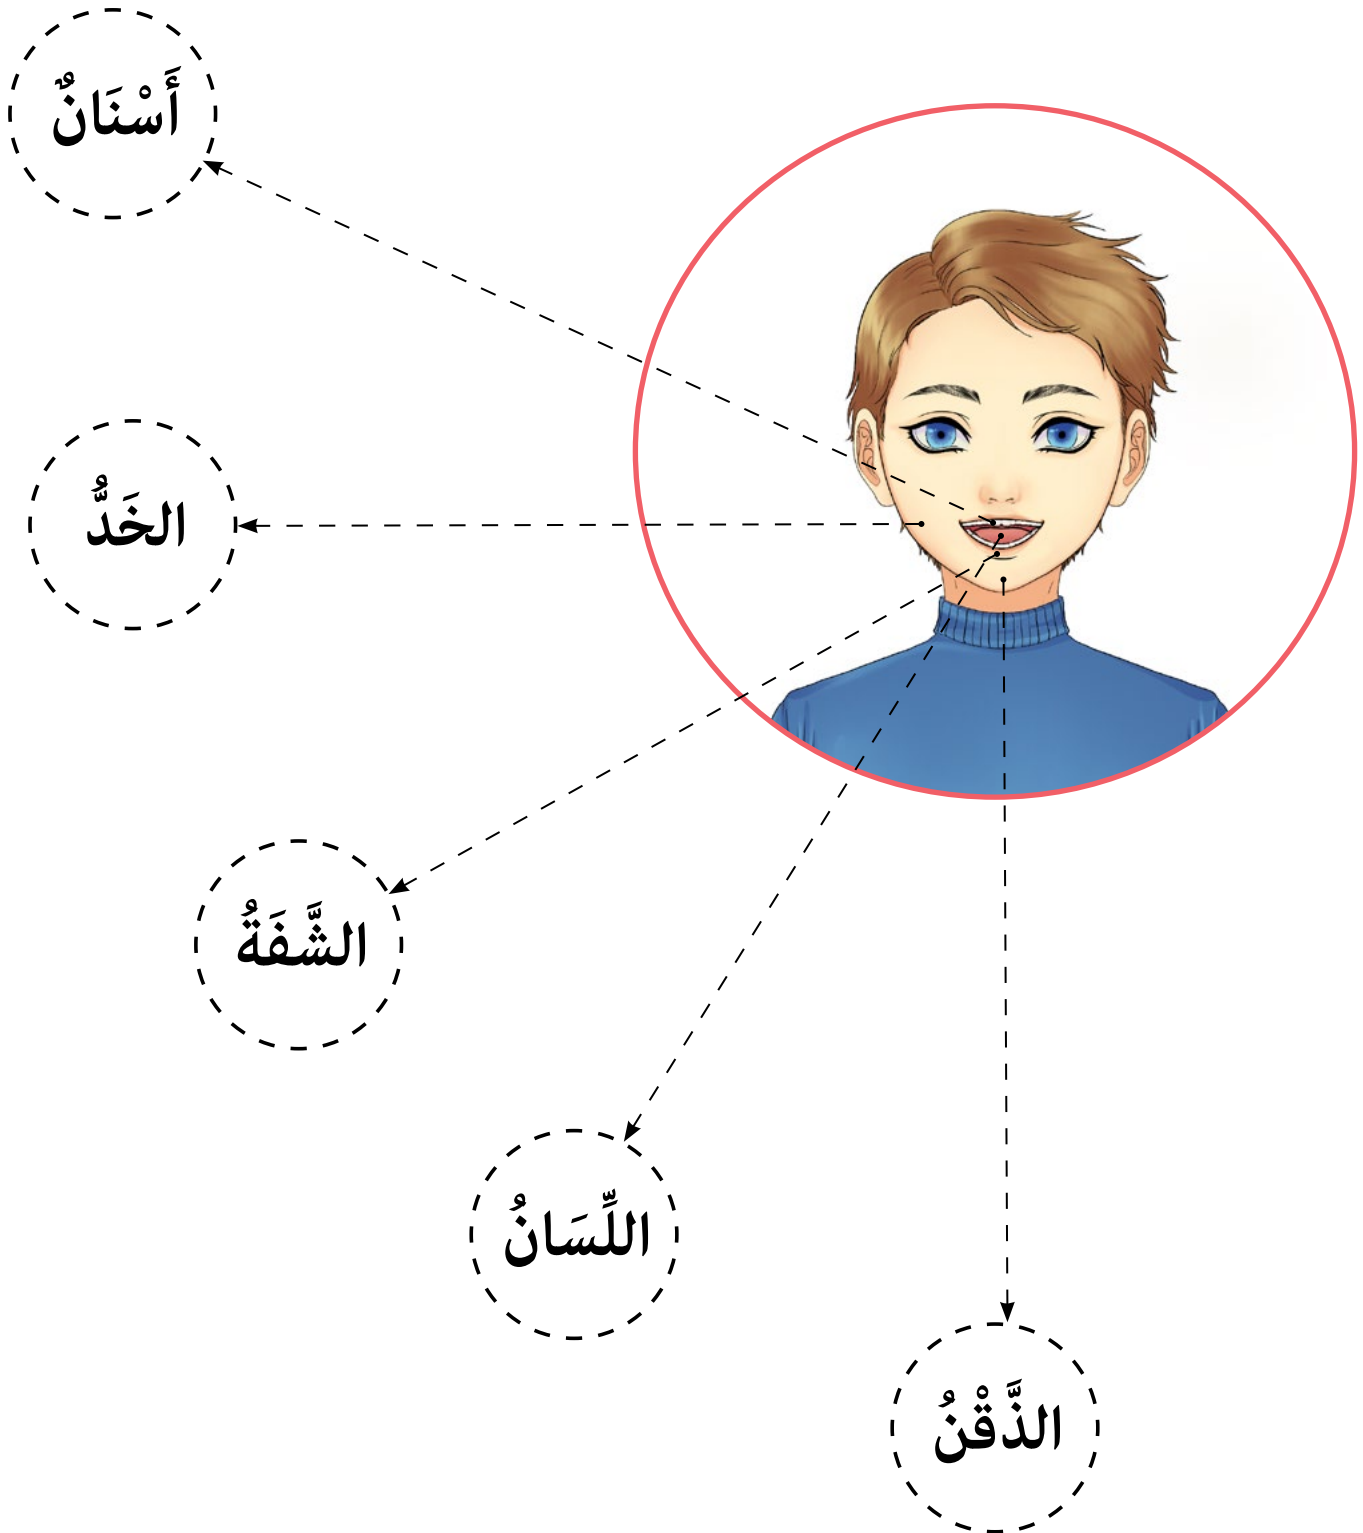 أَسْنَانٌ
الخَدُّ
الشَّفَةُ
اللِّسَانُ
الذَّقْنُ